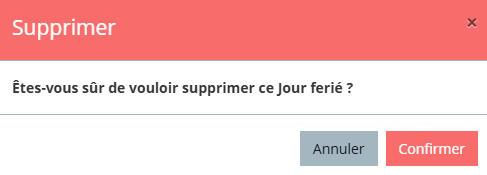 Supprimer
×
Êtes-vous sûr de vouloir supprimer ce Jour ferié ?
Annuler Confirmer